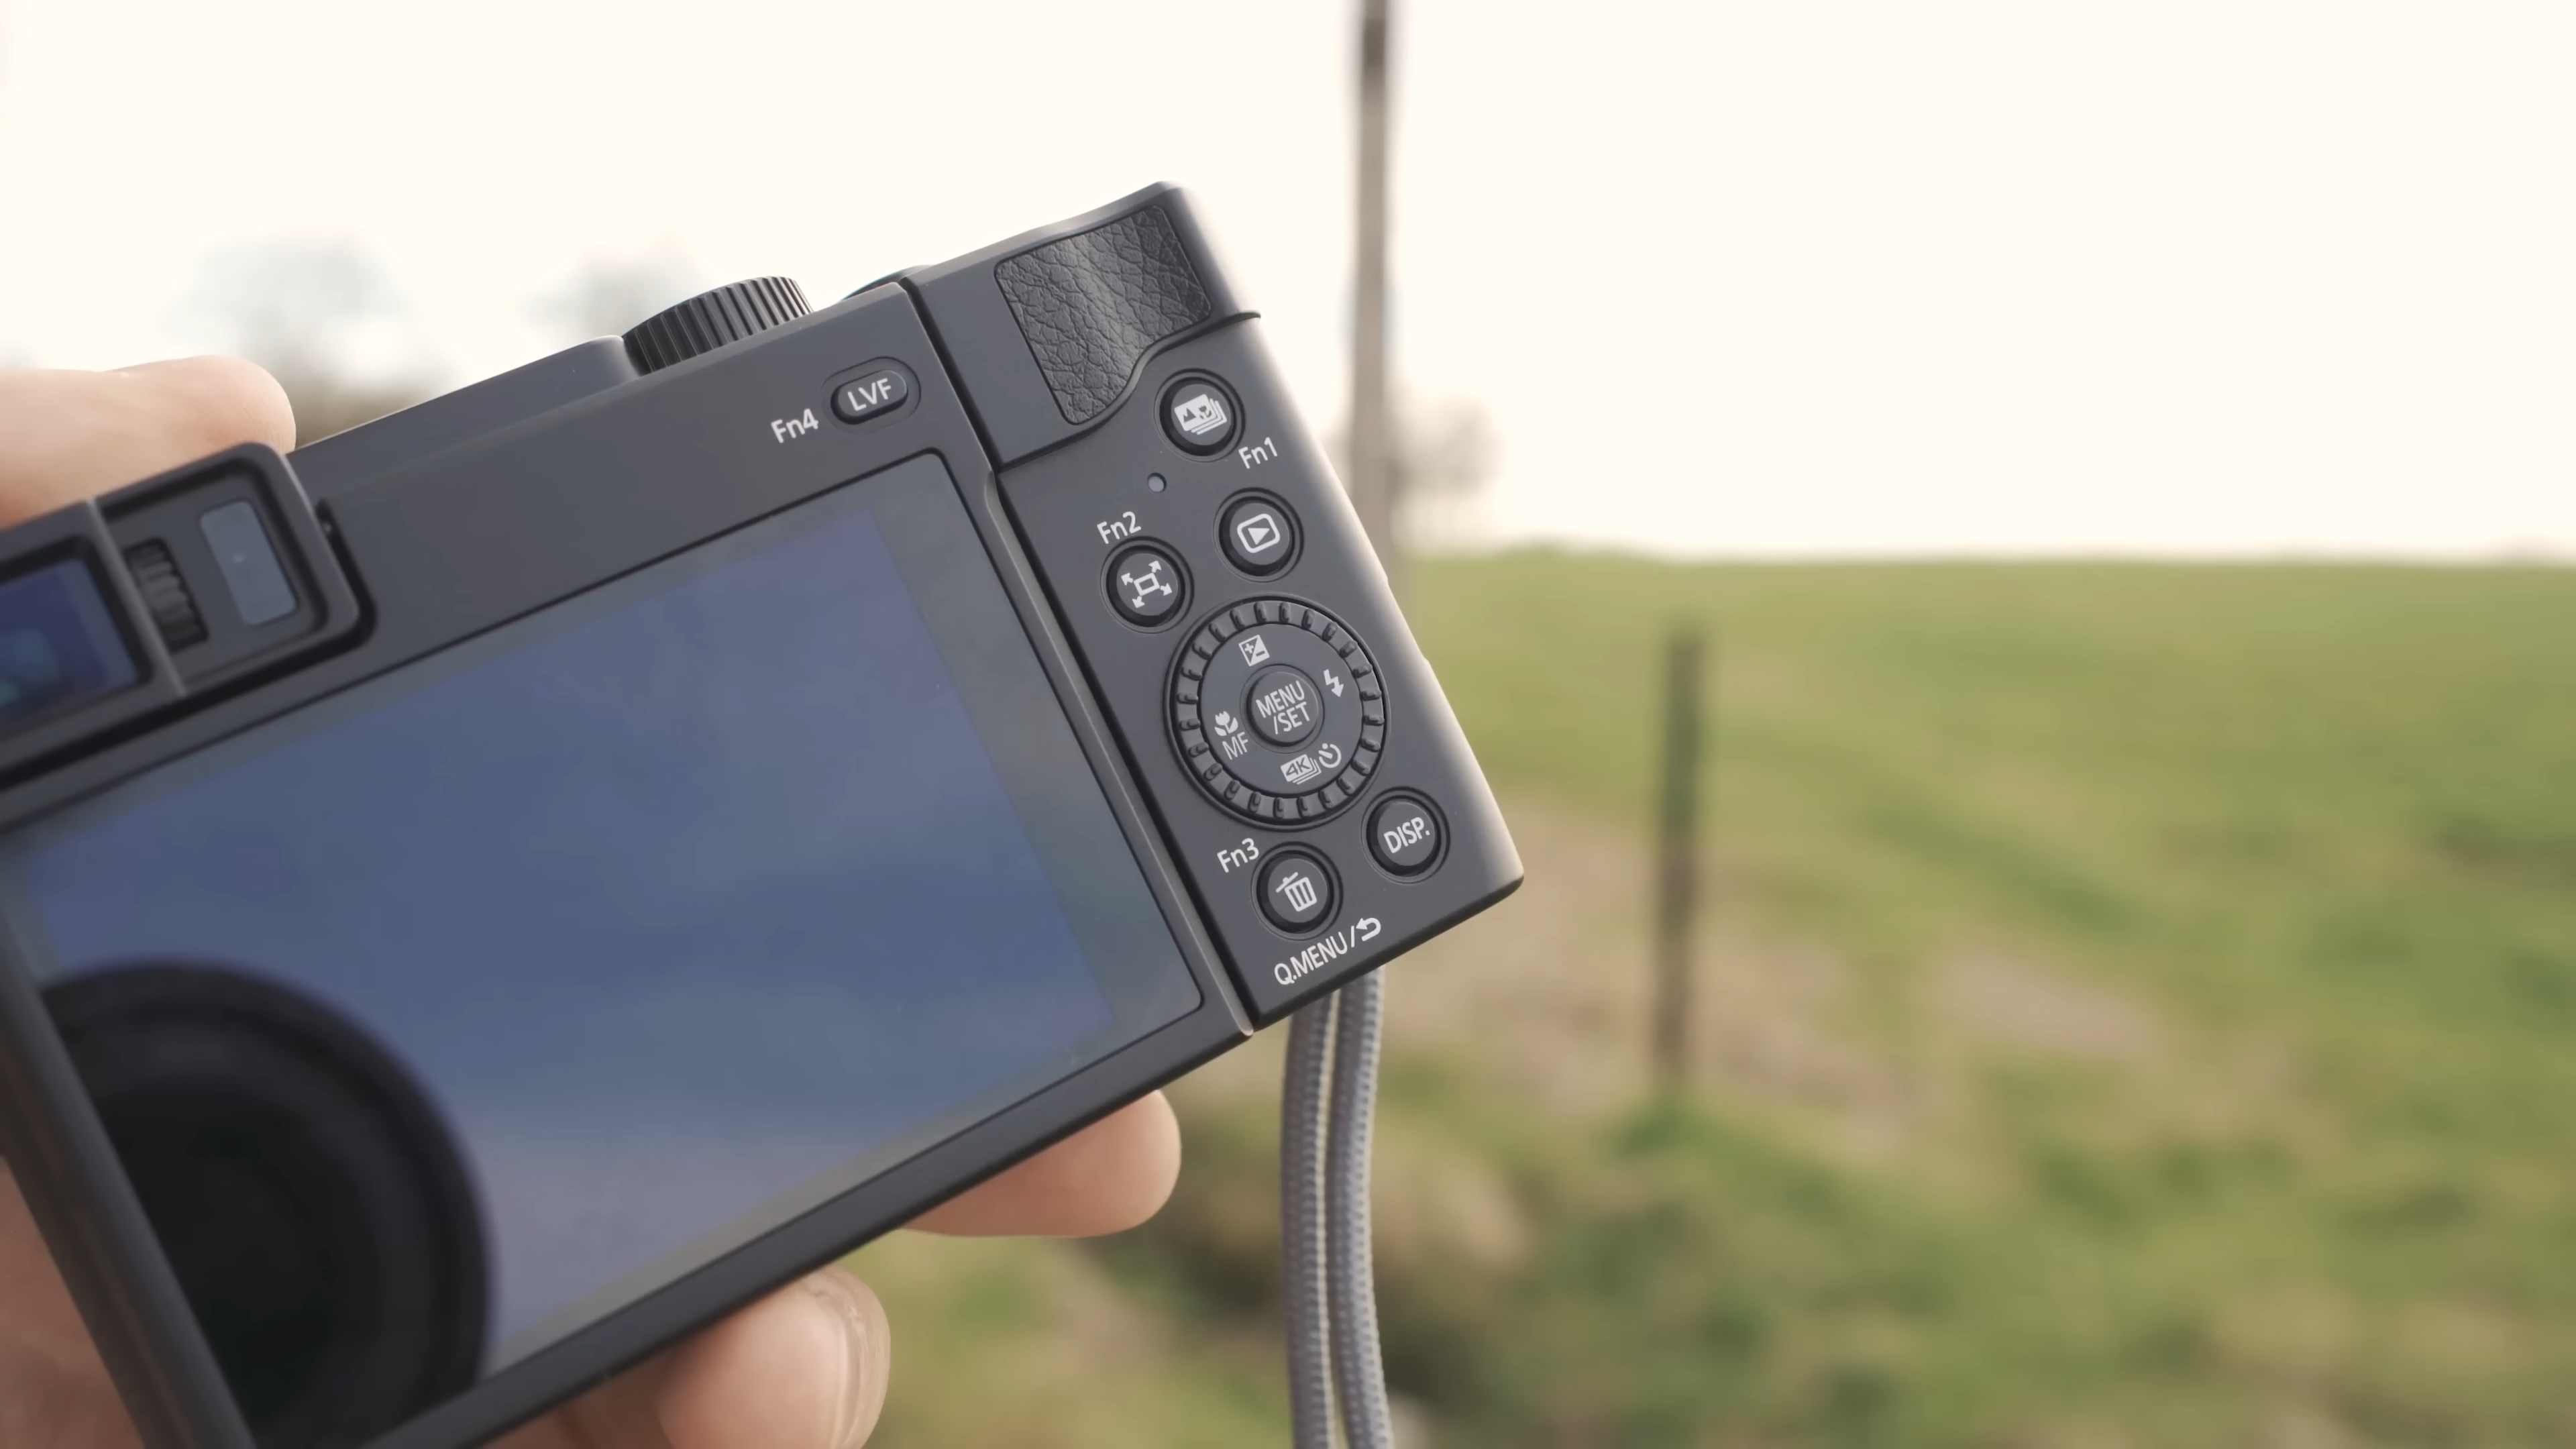 LVF
Fn4
Fn1
Fn2
MENU
/SET
MF
4K
Fn3
DISP.
Q.MENU/